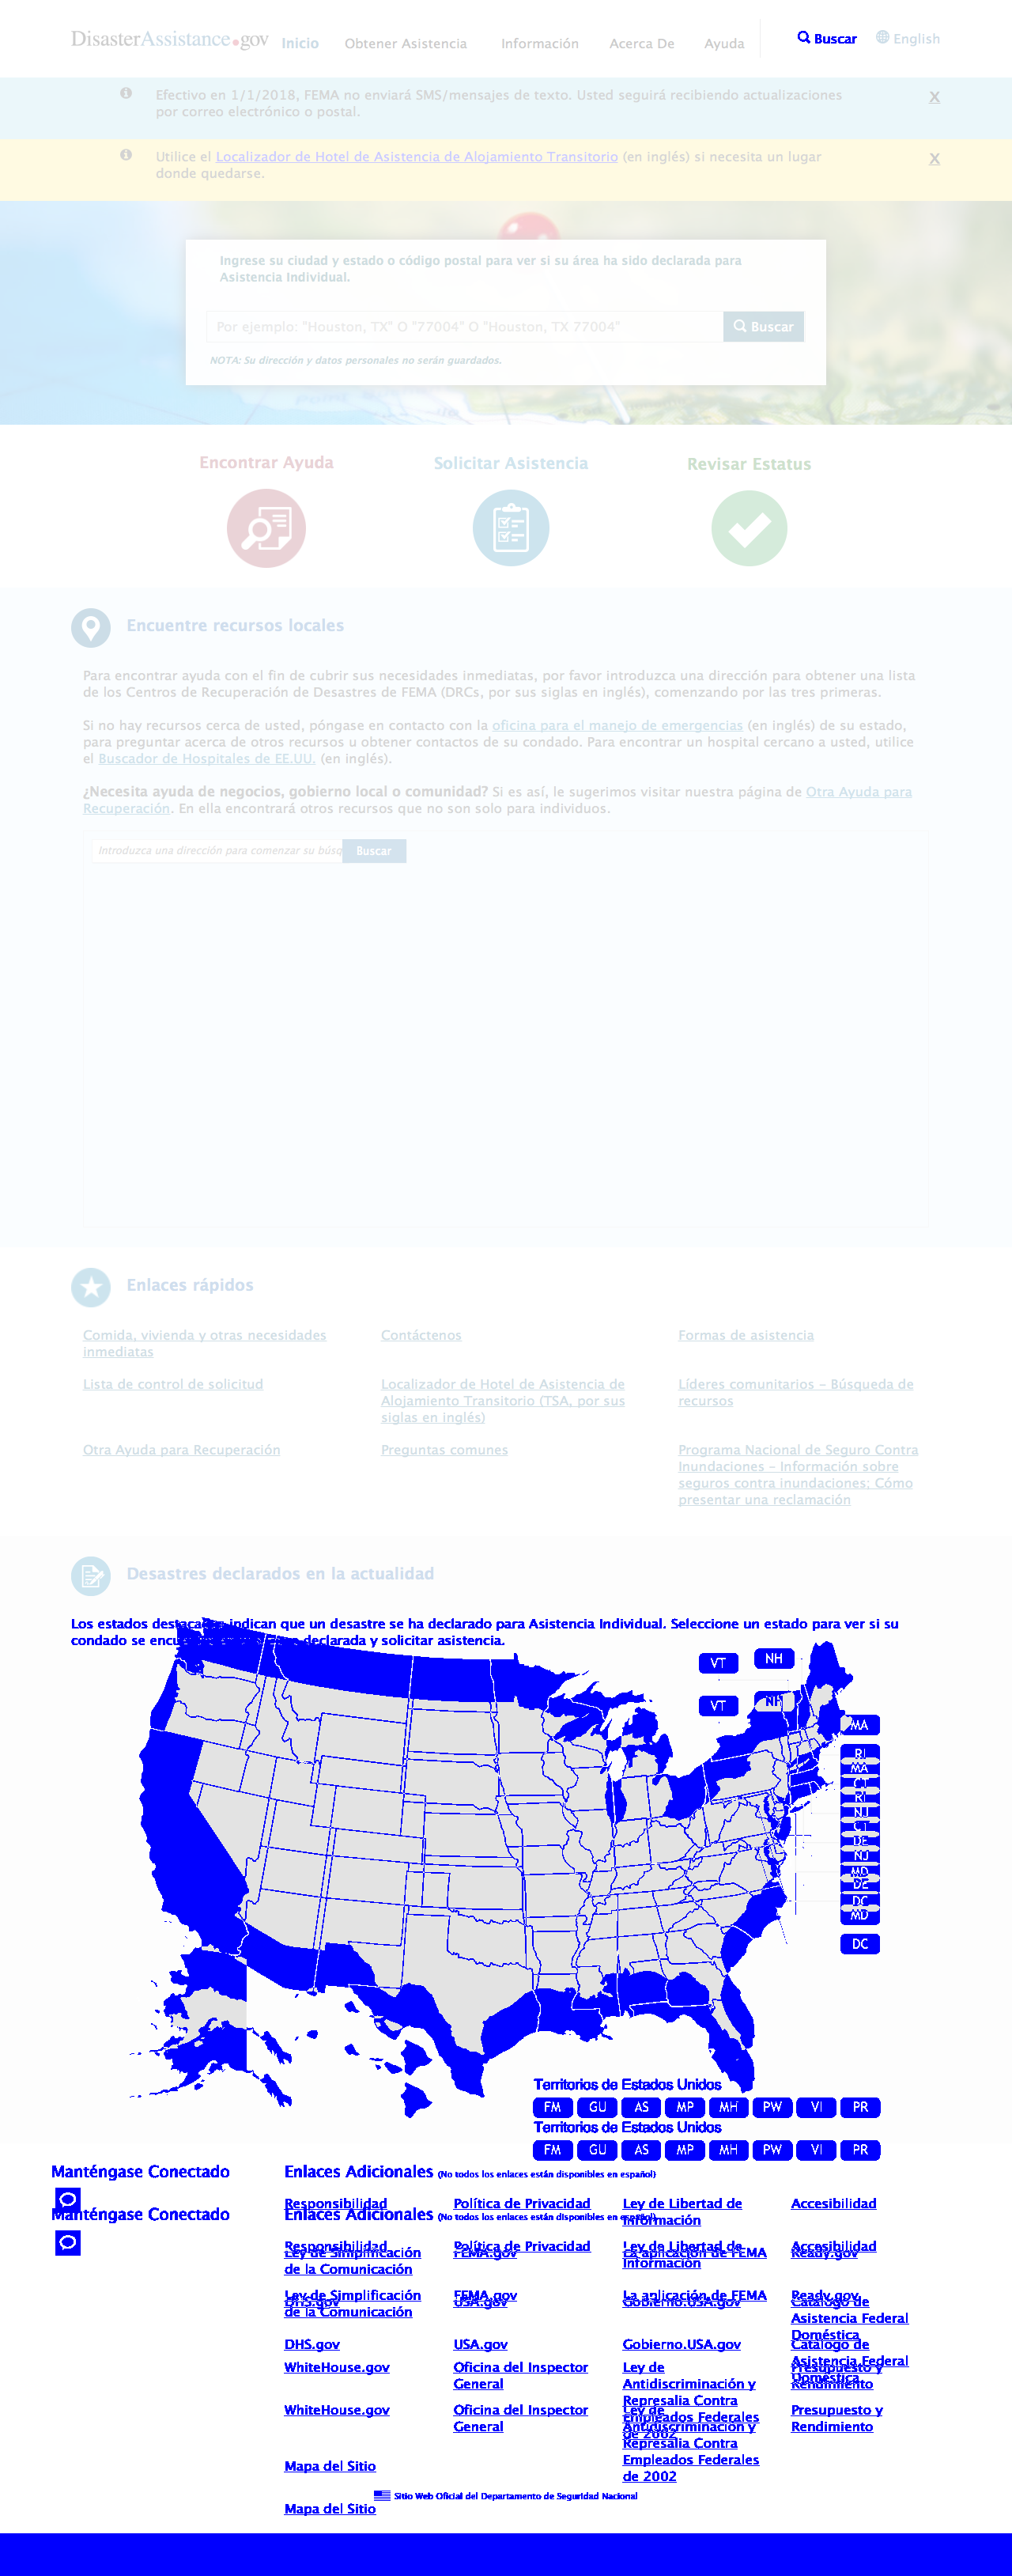 DisasterAssistance.gov
Inicio Obtener Asistencia Información Acerca De Ayuda Buscar English
Efectivo en 1/1/2018, FEMA no enviará SMS/mensajes de texto. Usted seguirá recibiendo actualizaciones
por correo electrónico o postal.
X
Utilice el Localizador de Hotel de Asistencia de Alojamiento Transitorio (en inglés) si necesita un lugar
donde quedarse.
X
Ingrese su ciudad y estado o código postal para ver si su área ha sido declarada para
Asistencia Individual.
Por ejemplo: "Houston, TX" O "77004" O "Houston, TX 77004"
Buscar
NOTA: Su dirección y datos personales no serán guardados.
Encontrar Ayuda
Solicitar Asistencia
Revisar Estatus
Encuentre recursos locales
Para encontrar ayuda con el fin de cubrir sus necesidades inmediatas, por favor introduzca una dirección para obtener una lista
de los Centros de Recuperación de Desastres de FEMA (DRCs, por sus siglas en inglés), comenzando por las tres primeras.
Si no hay recursos cerca de usted, póngase en contacto con la oficina para el manejo de emergencias (en inglés) de su estado,
para preguntar acerca de otros recursos u obtener contactos de su condado. Para encontrar un hospital cercano a usted, utilice
el Buscador de Hospitales de EE.UU. (en inglés).
¿Necesita ayuda de negocios, gobierno local o comunidad? Si es así, le sugerimos visitar nuestra página de Otra Ayuda para
Recuperación. En ella encontrará otros recursos que no son solo para individuos.
Introduzca una dirección para comenzar su búsq
Buscar
Enlaces rápidos
Comida, vivienda y otras necesidades
inmediatas
Contáctenos
Formas de asistencia
Lista de control de solicitud
Localizador de Hotel de Asistencia de
Alojamiento Transitorio (TSA, por sus
siglas en inglés)
Líderes comunitarios – Búsqueda de
recursos
Otra Ayuda para Recuperación
Preguntas comunes
Programa Nacional de Seguro Contra
Inundaciones – Información sobre
seguros contra inundaciones: Cómo
presentar una reclamación
Desastres declarados en la actualidad
Los estados destacados indican que un desastre se ha declarado para Asistencia Individual. Seleccione un estado para ver si su
condado se declarada y solicitar asistencia.
VT NH
VT NH
MA
RI
MA
CT
RI
NJ
CT
DE
NJ
MD
DE
DC
MD
DC
Territorios de Estados Unidos
FM GU AS MP MH PW VI PR
Territorios de Estados Unidos
FM GU AS MP MH PW VI PR
Manténgase Conectado
Enlaces Adicionales (No todos los enlaces están disponibles en español)
Responsibilidad Política de Privacidad Ley de Libertad de Accesibilidad
Información
Manténgase Conectado
Enlaces Adicionales (No todos los enlaces están disponibles en español)
Responsibilidad Política de Privacidad Ley de Libertad de Accesibilidad
Ley de Simplificación FEMA.gov La aplicación de FEMA Ready.gov
Información
de la Comunicación
Ley de Simplificación FEMA.gov La aplicación de FEMA Ready.gov
DHS.gov USA.gov Gobierno.USA.gov Catálogo de
de la Comunicación
Asistencia Federal
Doméstica
DHS.gov USA.gov Gobierno.USA.gov Catálogo de
Asistencia Federal
Doméstica
WhiteHouse.gov Oficina del Inspector Ley de Presupuesto y
General Antidiscriminación y Rendimiento
Represalia Contra
Empleados Federales
de 2002
WhiteHouse.gov Oficina del Inspector Ley de Presupuesto y
General Antidiscriminación y Rendimiento
Represalia Contra
Empleados Federales
de 2002
Mapa del Sitio
Sitio Web Oficial del Departamento de Seguridad Nacional
Mapa del Sitio